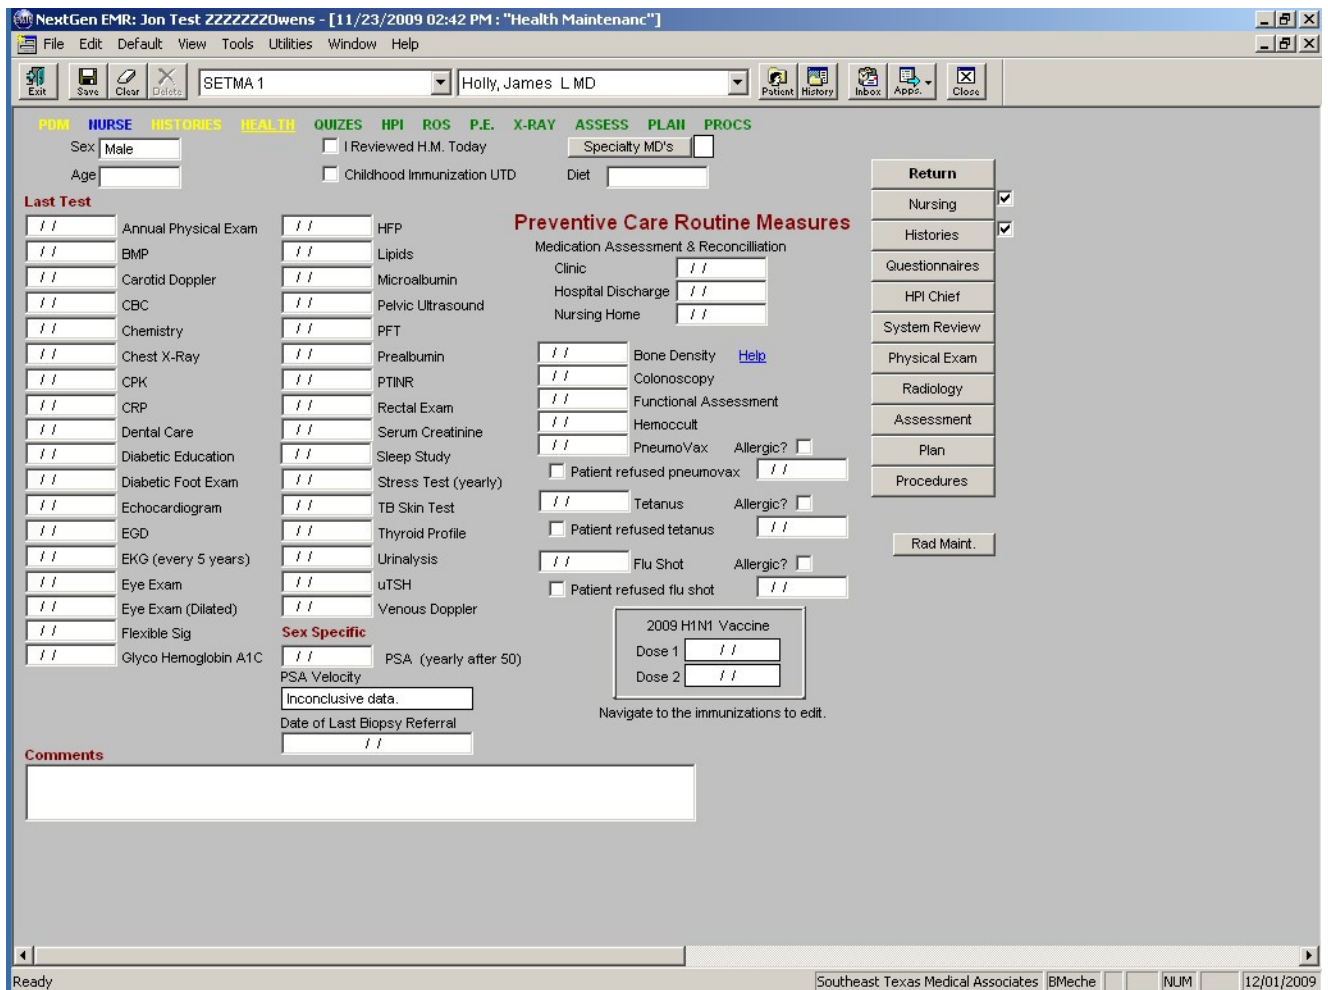 NextGen EMR: Jon Test ZZZZZZZOwens - [11/23/2009 02:42 PM : "Health Maintenanc"]
File Edit Default View Tools Utilities Window Help
Exit Save Clear Delete SETMA 1 Holly, James L MD Patient History Inbox Apps. Close
PDM NURSE HISTORIES HEALTH QUIZES HPI ROS P.E. X-RAY ASSESS PLAN PROCS
Sex Male I Reviewed H.M. Today Specialty MD's
Age Childhood Immunization UTD Diet
Return
Nursing
Histories
Questionnaires
HPI Chief
System Review
Physical Exam
Radiology
Assessment
Plan
Procedures
Rad Maint.
Last Test
/ / Annual Physical Exam
/ / BMP
/ / Carotid Doppler
/ / CBC
/ / Chemistry
/ / Chest X-Ray
/ / CPK
/ / CRP
/ / Dental Care
/ / Diabetic Education
/ / Diabetic Foot Exam
/ / Echocardiogram
/ / EGD
/ / EKG (every 5 years)
/ / Eye Exam
/ / Eye Exam (Dilated)
/ / Flexible Sig
/ / Glyco Hemoglobin A1C
/ / HFP
/ / Lipids
/ / Microalbumin
/ / Pelvic Ultrasound
/ / PFT
/ / Prealbumin
/ / PTINR
/ / Rectal Exam
/ / Serum Creatinine
/ / Sleep Study
/ / Stress Test (yearly)
/ / TB Skin Test
/ / Thyroid Profile
/ / Urinalysis
/ / uTSH
/ / Venous Doppler
Sex Specific
/ / PSA (yearly after 50)
PSA Velocity
Inconclusive data.
Date of Last Biopsy Referral
/ /
Preventive Care Routine Measures
Medication Assessment & Reconcilliation
Clinic / /
Hospital Discharge / /
Nursing Home / /
/ / Bone Density Help
/ / Colonoscopy
/ / Functional Assessment
/ / Hemoccult
/ / PneumoVax Allergic?
Patient refused pneumovax / /
/ / Tetanus Allergic?
Patient refused tetanus / /
/ / Flu Shot Allergic?
Patient refused flu shot / /
2009 H1N1 Vaccine
Dose 1 / /
Dose 2 / /
Navigate to the immunizations to edit.
Comments
Ready Southeast Texas Medical Associates BMeche NUM 12/01/2009